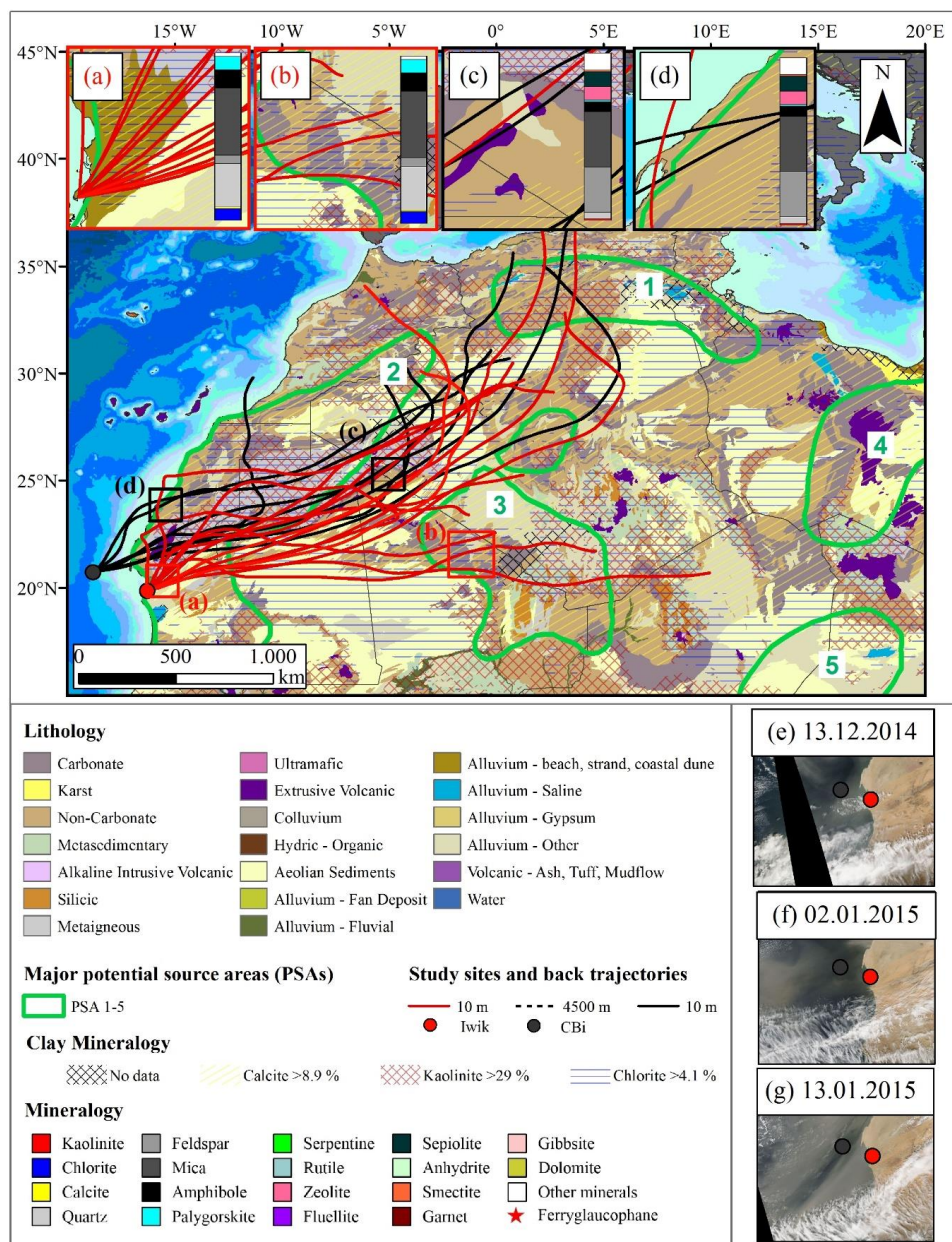 15°W 10°W 5°W 0° 5°E 10°E 15°E 20°E
45°N
(a) (b) (c) (d) N
40°N
35°N
1
30°N
2
(c)
4
25°N
(d)
3
(b)
20°N
(a)
5
0 500 1.000
km
Lithology
Carbonate
Karst
Non-Carbonate
Metasedimentary
Alkaline Intrusive Volcanic
Silicic
Metaigneous
Ultramafic
Extrusive Volcanic
Colluvium
Hydric - Organic
Aeolian Sediments
Alluvium - Fan Deposit
Alluvium - Fluvial
Alluvium - beach, strand, coastal dune
Alluvium - Saline
Alluvium - Gypsum
Alluvium - Other
Volcanic - Ash, Tuff, Mudflow
Water
Major potential source areas (PSAs)
PSA 1-5
Study sites and back trajectories
10 m 4500 m 10 m
Iwik CBi
Clay Mineralogy
No data Calcite >8.9 % Kaolinite >29 % Chlorite >4.1 %
Mineralogy
Kaolinite
Chlorite
Calcite
Quartz
Feldspar
Mica
Amphibole
Palygorskite
Serpentine
Rutile
Zeolite
Fluellite
Sepiolite
Anhydrite
Smectite
Garnet
Gibbsite
Dolomite
Other minerals
Ferryglaucophane
(e) 13.12.2014
(f) 02.01.2015
(g) 13.01.2015